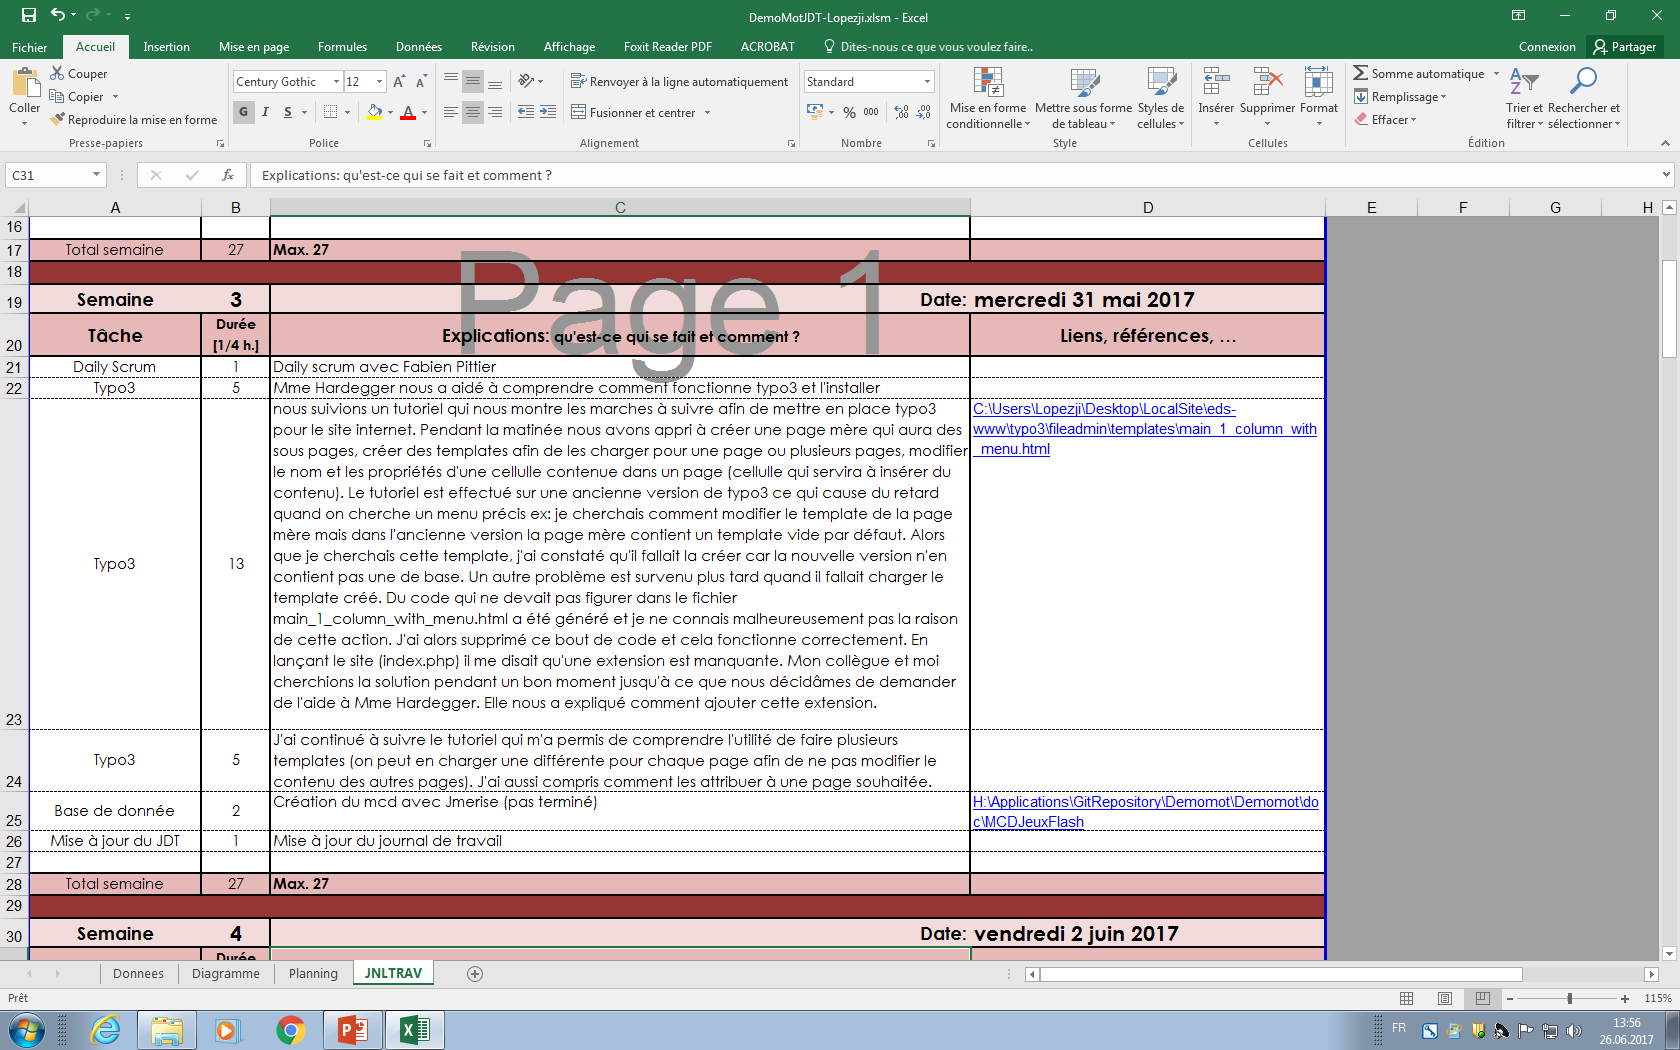 DemoMotJDT-Lopezji.xlsm - Excel
Fichier Accueil Insertion Mise en page Formules Données Révision Affichage Foxit Reader PDF ACROBAT Dites-nous ce que vous voulez faire.. Connexion Partager
Coller
Couper
Copier
Reproduire la mise en forme
Presse-papiers
Century Gothic 12
G I S
Police
Renvoyer à la ligne automatiquement
Fusionner et centrer
Alignement
Standard
% 000
Nombre
Mise en forme conditionnelle
Mettre sous forme de tableau
Styles de cellules
Style
Insérer Supprimer Format
Cellules
Somme automatique
Remplissage
Effacer
Trier et filtrer
Rechercher et sélectionner
Édition
C31 fx Explications: qu'est-ce qui se fait et comment ?
A B C D E F G H
16
17 Total semaine 27 Max. 27
18
Page 1
19 Semaine 3 Date: mercredi 31 mai 2017
20 Tâche Durée [1/4 h.] Explications: qu'est-ce qui se fait et comment ? Liens, références, ...
21 Daily Scrum 1 Daily scrum avec Fabien Pittier
22 Typo3 5 Mme Hardegger nous a aidé à comprendre comment fonctionne typo3 et l'installer
23 Typo3 13
nous suivions un tutoriel qui nous montre les marches à suivre afin de mettre en place typo3
pour le site internet. Pendant la matinée nous avons appri à créer une page mère qui aura des
sous pages, créer des templates afin de les charger pour une page ou plusieurs pages, modifier
le nom et les propriétés d'une cellulle contenue dans un page (cellulle qui servira à insérer du
contenu). Le tutoriel est effectué sur une ancienne version de typo3 ce qui cause du retard
quand on cherche un menu précis ex: je cherchais comment modifier le template de la page
mère mais dans l'ancienne version la page mère contient un template vide par défaut. Alors
que je cherchais cette template, j'ai constaté qu'il fallait la créer car la nouvelle version n'en
contient pas une de base. Un autre problème est survenu plus tard quand il fallait charger le
template créé. Du code qui ne devait pas figurer dans le fichier
main_1_column_with_menu.html a été généré et je ne connais malheureusement pas la raison
de cette action. J'ai alors supprimé ce bout de code et cela fonctionne correctement. En
lançant le site (index.php) il me disait qu'une extension est manquante. Mon collègue et moi
cherchions la solution pendant un bon moment jusqu'à ce que nous décidâmes de demander
de l'aide à Mme Hardegger. Elle nous a expliqué comment ajouter cette extension.
C:\Users\Lopezji\Desktop\LocalSite\eds-
www\typo3\fileadmin\templates\main_1_column_with
_menu.html
24 Typo3 5
J'ai continué à suivre le tutoriel qui m'a permis de comprendre l'utilité de faire plusieurs
templates (on peut en charger une différente pour chaque page afin de ne pas modifier le
contenu des autres pages). J'ai aussi compris comment les attribuer à une page souhaitée.
25 Base de donnée 2 Création du mcd avec Jmerise (pas terminé)
H:\Applications\GitRepository\Demomot\Demomot\do
c\MCDJeuxFlash
26 Mise à jour du JDT 1 Mise à jour du journal de travail
27
28 Total semaine 27 Max. 27
29
30 Semaine 4 Date: vendredi 2 juin 2017
Durée
Donnees Diagramme Planning JNLTRAV
Prêt 115%
FR 13:56
26.06.2017